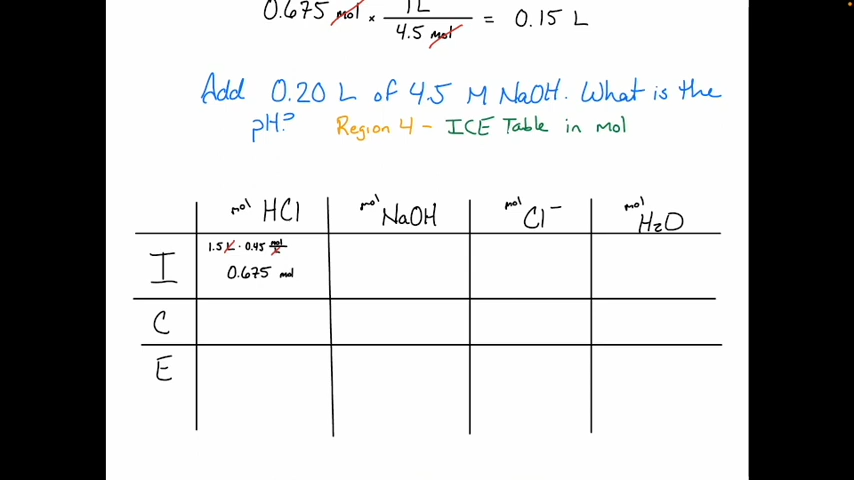 0.675 mol × 1L / 4.5 mol = 0.15 L
Add 0.20 L of 4.5 M NaOH. What is the
pH? Region 4 - ICE Table in mol
mol HCl mol NaOH mol Cl⁻ mol H₂O
1.5 L · 0.45 mol/L
I 0.675 mol
C
E